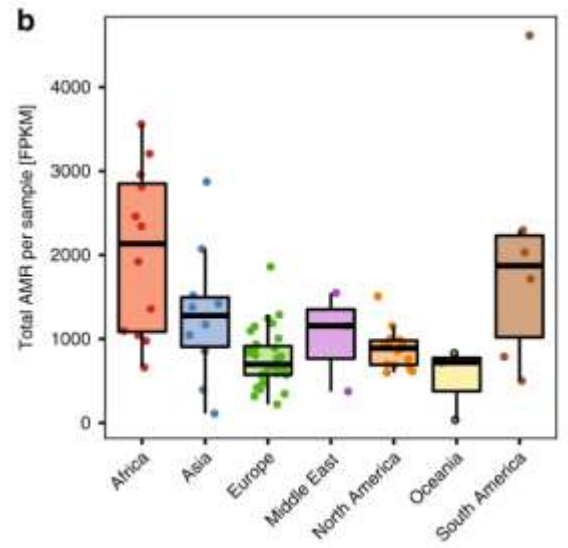 b
Total AMR per sample [FPKM]
4000
3000
2000
1000
0
Africa
Asia
Europe
Middle East
North America
Oceania
South America